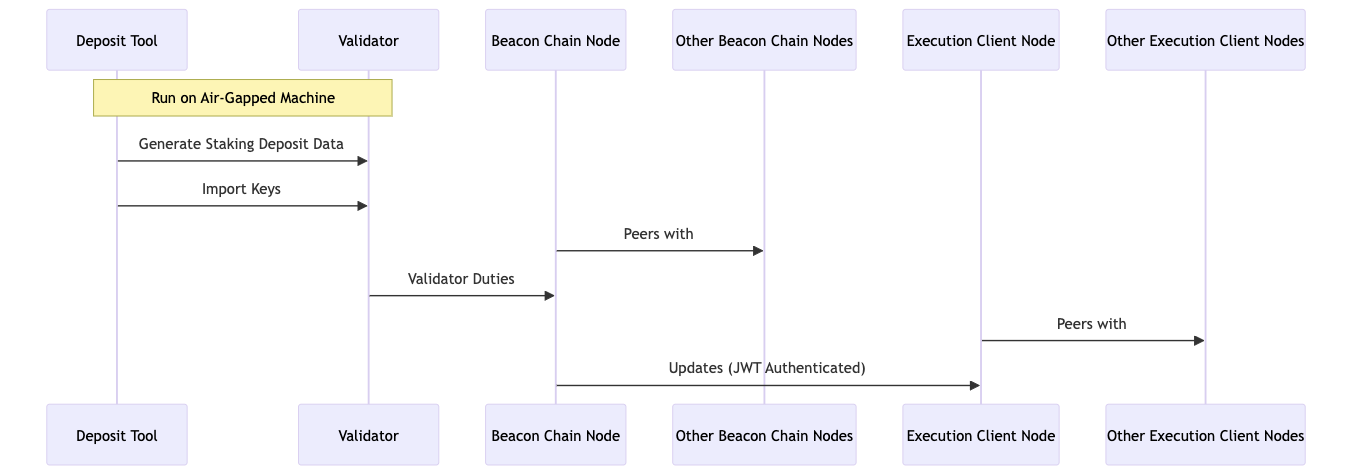 Deposit Tool
Validator
Beacon Chain Node
Other Beacon Chain Nodes
Execution Client Node
Other Execution Client Nodes
Run on Air-Gapped Machine
Generate Staking Deposit Data
Import Keys
Peers with
Validator Duties
Peers with
Updates (JWT Authenticated)
Deposit Tool
Validator
Beacon Chain Node
Other Beacon Chain Nodes
Execution Client Node
Other Execution Client Nodes